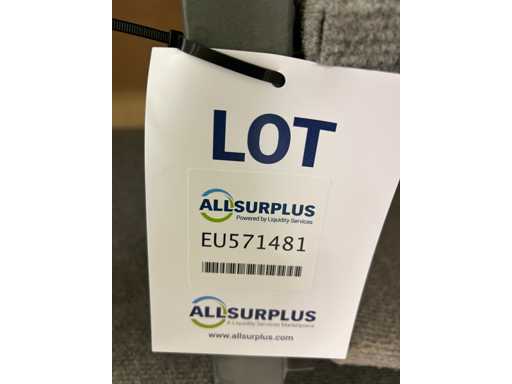 LOT
ALLSURPLUS
Powered by Liquidity Services
EU571481
ALLSURPLUS
A Liquidity Services Marketplace
www.allsurplus.com